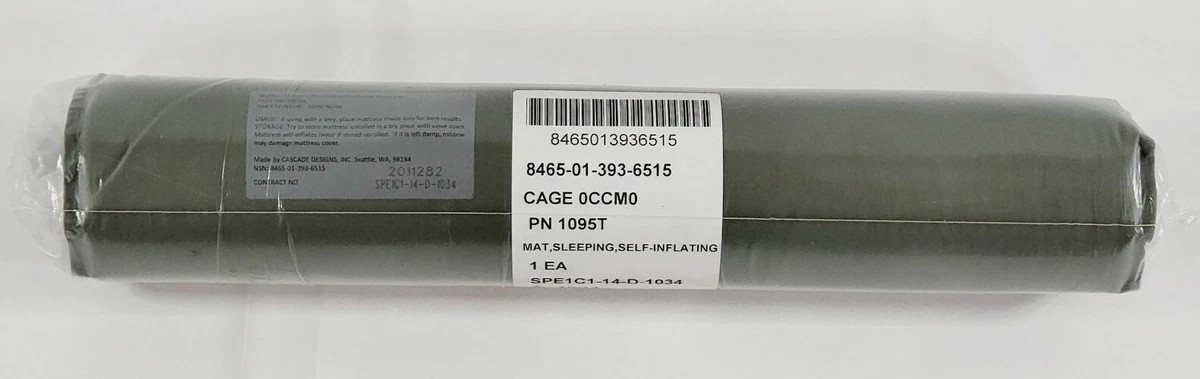 USAGE: If using with a bag, place mattress inside bag for best results.
STORAGE: Try to store mattress unrolled in a dry place with valve open.
Mattress self-inflates faster if stored unrolled. If it is left damp, mildew
may damage mattress cover.
Made by CASCADE DESIGNS, INC. Seattle, WA, 98134
NSN: 8465-01-393-6515
2011282
CONTRACT NO. SPE1C1-14-D-1034
8465013936515
8465-01-393-6515
CAGE 0CCM0
PN 1095T
MAT,SLEEPING,SELF-INFLATING
1 EA
SPE1C1-14-D-1034